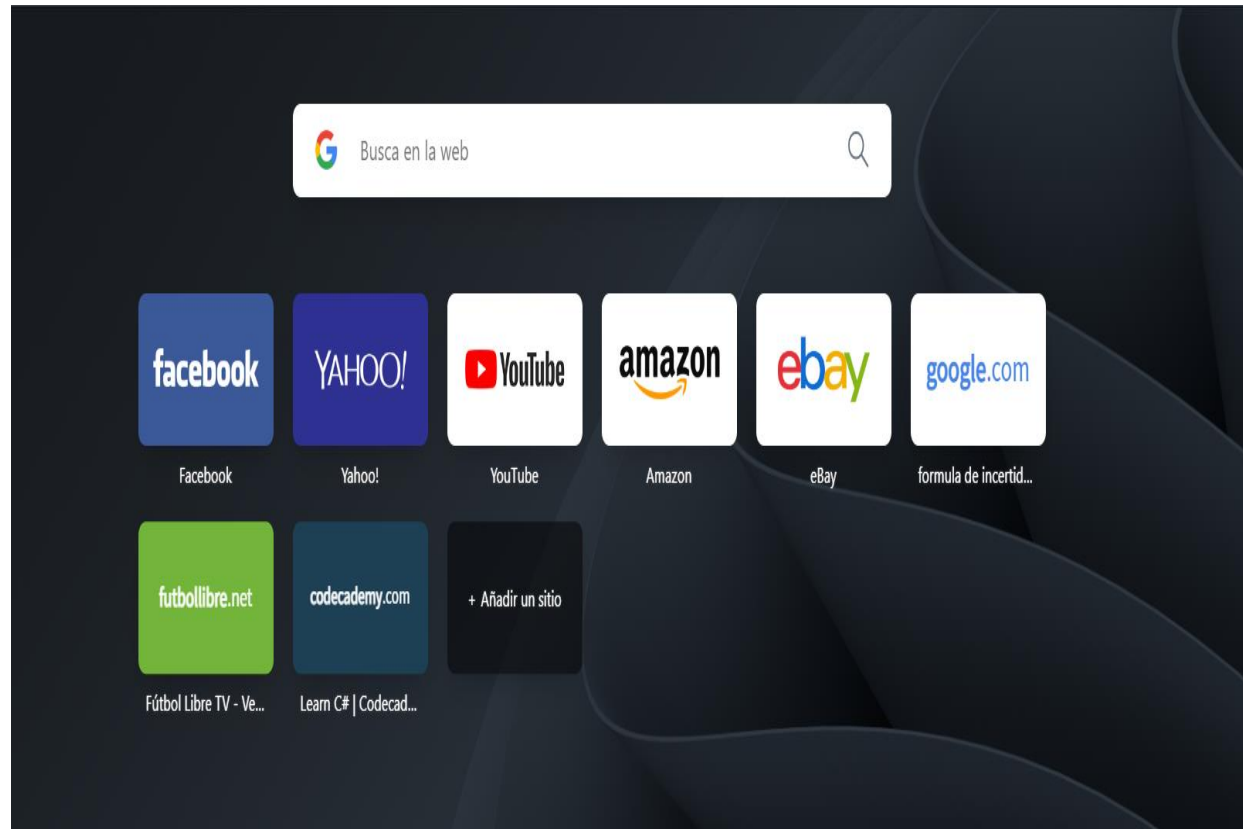 G Busca en la web
facebook
YAHOO!
YouTube
amazon
ebay
google.com
Facebook
Yahoo!
YouTube
Amazon
eBay
formula de incertid...
futbollibre.net
codecademy.com
+ Añadir un sitio
Fútbol Libre TV - Ve...
Learn C# | Codecad...